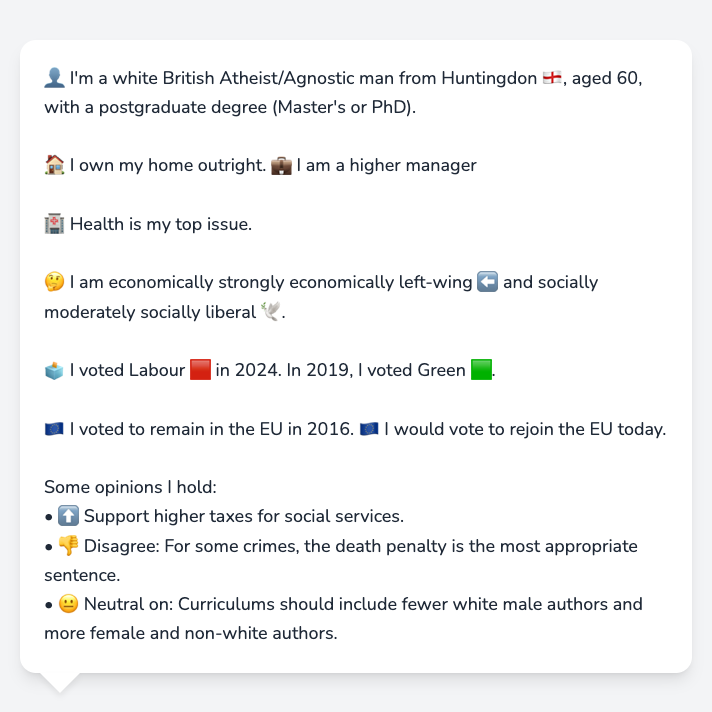 👤 I'm a white British Atheist/Agnostic man from Huntingdon 🏴󠁧󠁢󠁥󠁮󠁧󠁿, aged 60,
with a postgraduate degree (Master's or PhD).
🏠 I own my home outright. 💼 I am a higher manager
🏥 Health is my top issue.
🤔 I am economically strongly economically left-wing ⬅️ and socially
moderately socially liberal 🕊️.
🗳️ I voted Labour 🟥 in 2024. In 2019, I voted Green 🟩.
🇪🇺 I voted to remain in the EU in 2016. 🇪🇺 I would vote to rejoin the EU today.
Some opinions I hold:
• ⬆️ Support higher taxes for social services.
• 👎 Disagree: For some crimes, the death penalty is the most appropriate
sentence.
• 😐 Neutral on: Curriculums should include fewer white male authors and
more female and non-white authors.